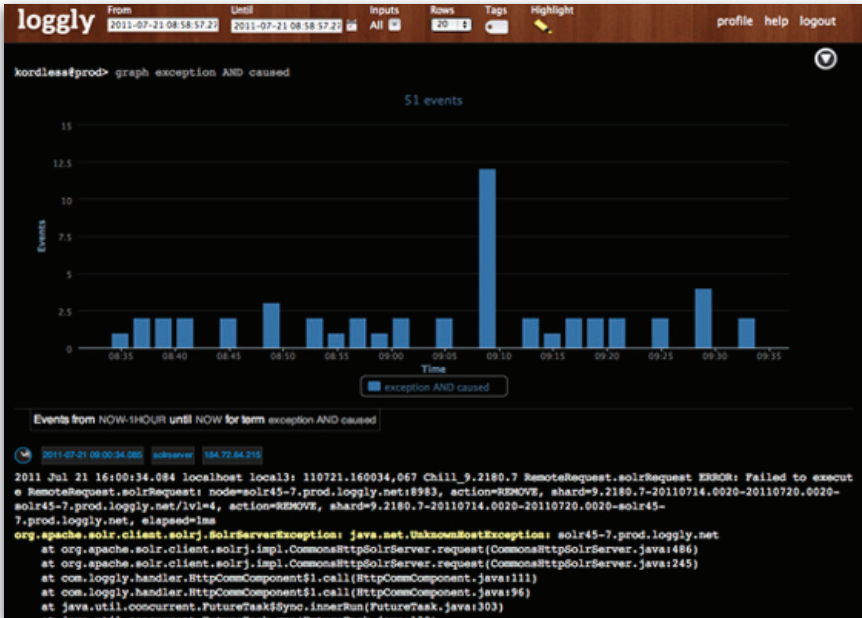 loggly
From
Until
Inputs
Rows
Tags
Highlight
2011-07-21 08:58:57.27
2011-07-21 08:58:57.27
All
20
profile help logout
kordless@prod> graph exception AND caused
51 events
15
12.5
10
7.5
5
2.5
0
Events
08:35 08:40 08:45 08:50 08:55 09:00 09:05 09:10 09:15 09:20 09:25 09:30 09:35
Time
exception AND caused
Events from NOW-1HOUR until NOW for term exception AND caused
2011-07-21 09:00:34.085 solrserver 184.72.84.215
2011 Jul 21 16:00:34.084 localhost local3: 110721.160034,067 Chill_9.2180.7 RemoteRequest.solrRequest ERROR: Failed to execut
e RemoteRequest.solrRequest: node=solr45-7.prod.loggly.net:8983, action=REMOVE, shard=9.2180.7-20110714.0020-20110720.0020-
solr45-7.prod.loggly.net/lvl=4, action=REMOVE, shard=9.2180.7-20110714.0020-20110720.0020-solr45-
7.prod.loggly.net, elapsed=1ms
org.apache.solr.client.solrj.SolrServerException: java.net.UnknownHostException: solr45-7.prod.loggly.net
at org.apache.solr.client.solrj.impl.CommonsHttpSolrServer.request(CommonsHttpSolrServer.java:486)
at org.apache.solr.client.solrj.impl.CommonsHttpSolrServer.request(CommonsHttpSolrServer.java:245)
at com.loggly.handler.HttpCommComponent$1.call(HttpCommComponent.java:111)
at com.loggly.handler.HttpCommComponent$1.call(HttpCommComponent.java:96)
at java.util.concurrent.FutureTask$Sync.innerRun(FutureTask.java:303)